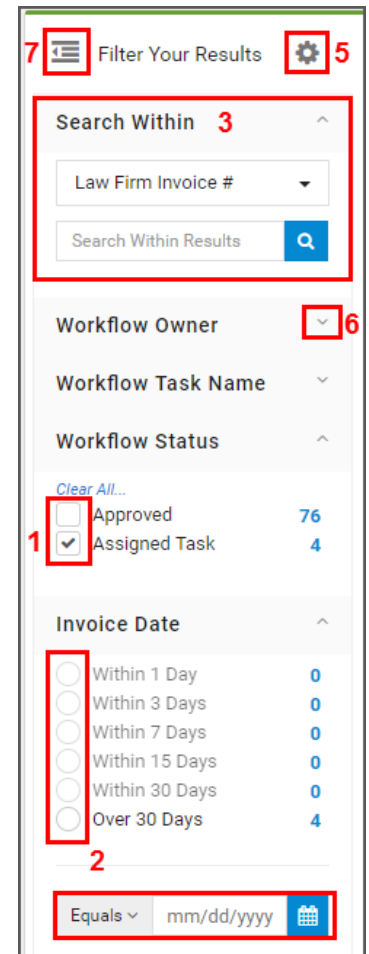 7 Filter Your Results 5
Search Within 3
Law Firm Invoice #
Search Within Results
Workflow Owner 6
Workflow Task Name
Workflow Status
Clear All...
Approved 76
1 Assigned Task 4
Invoice Date
Within 1 Day 0
Within 3 Days 0
Within 7 Days 0
Within 15 Days 0
Within 30 Days 0
Over 30 Days 4
2
Equals mm/dd/yyyy